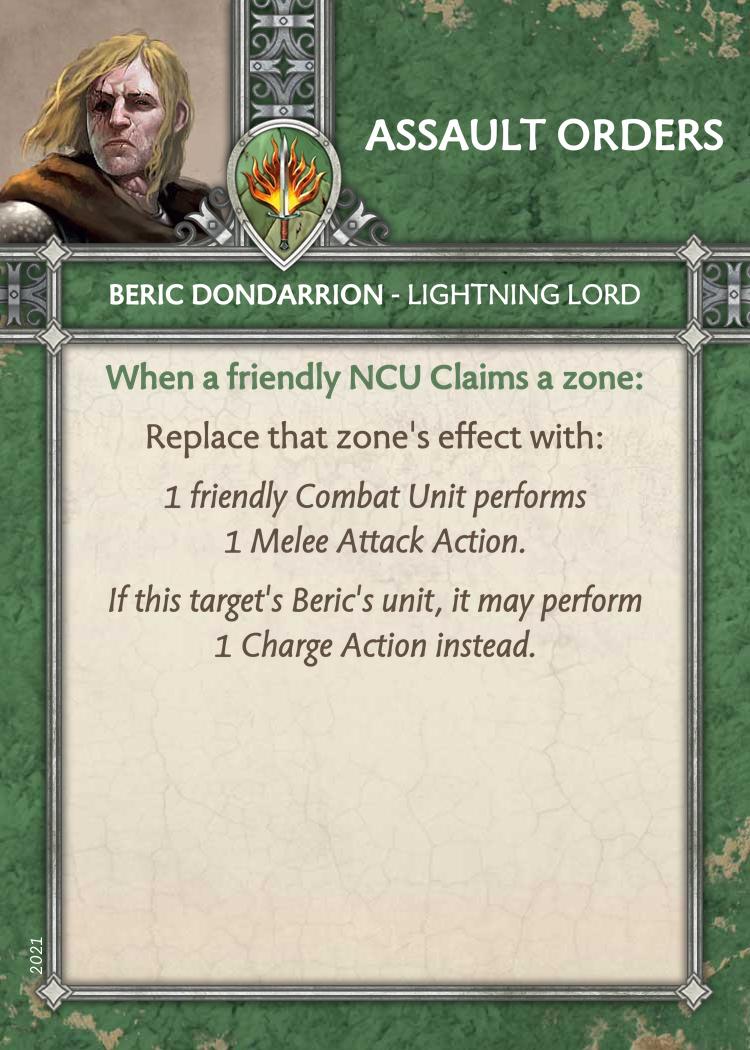 ASSAULT ORDERS
BERIC DONDARRION - LIGHTNING LORD
When a friendly NCU Claims a zone:
Replace that zone's effect with:
1 friendly Combat Unit performs
1 Melee Attack Action.
If this target's Beric's unit, it may perform
1 Charge Action instead.
2021